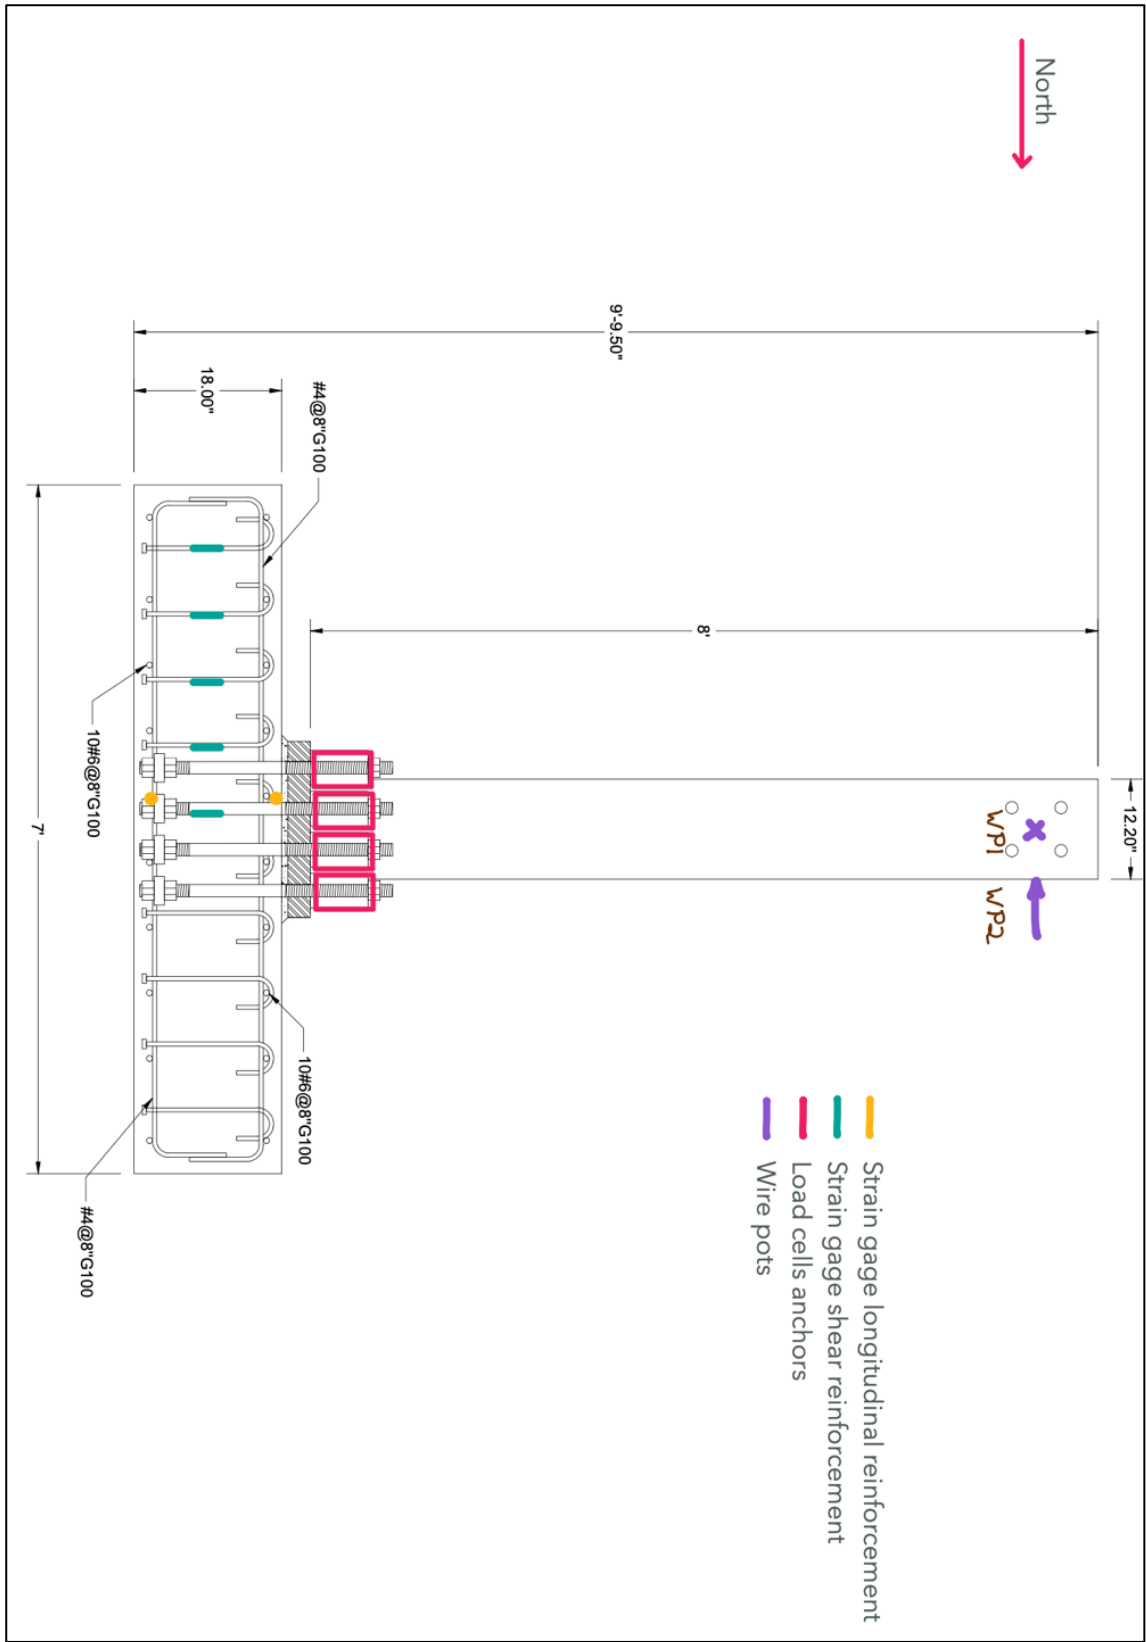 North
9'-9.50"
18.00"
#4@8"G100
8'
12.20"
WP1
WP2
10#6@8"G100
7'
10#6@8"G100
#4@8"G100
Strain gage longitudinal reinforcement
Strain gage shear reinforcement
Load cells anchors
Wire pots